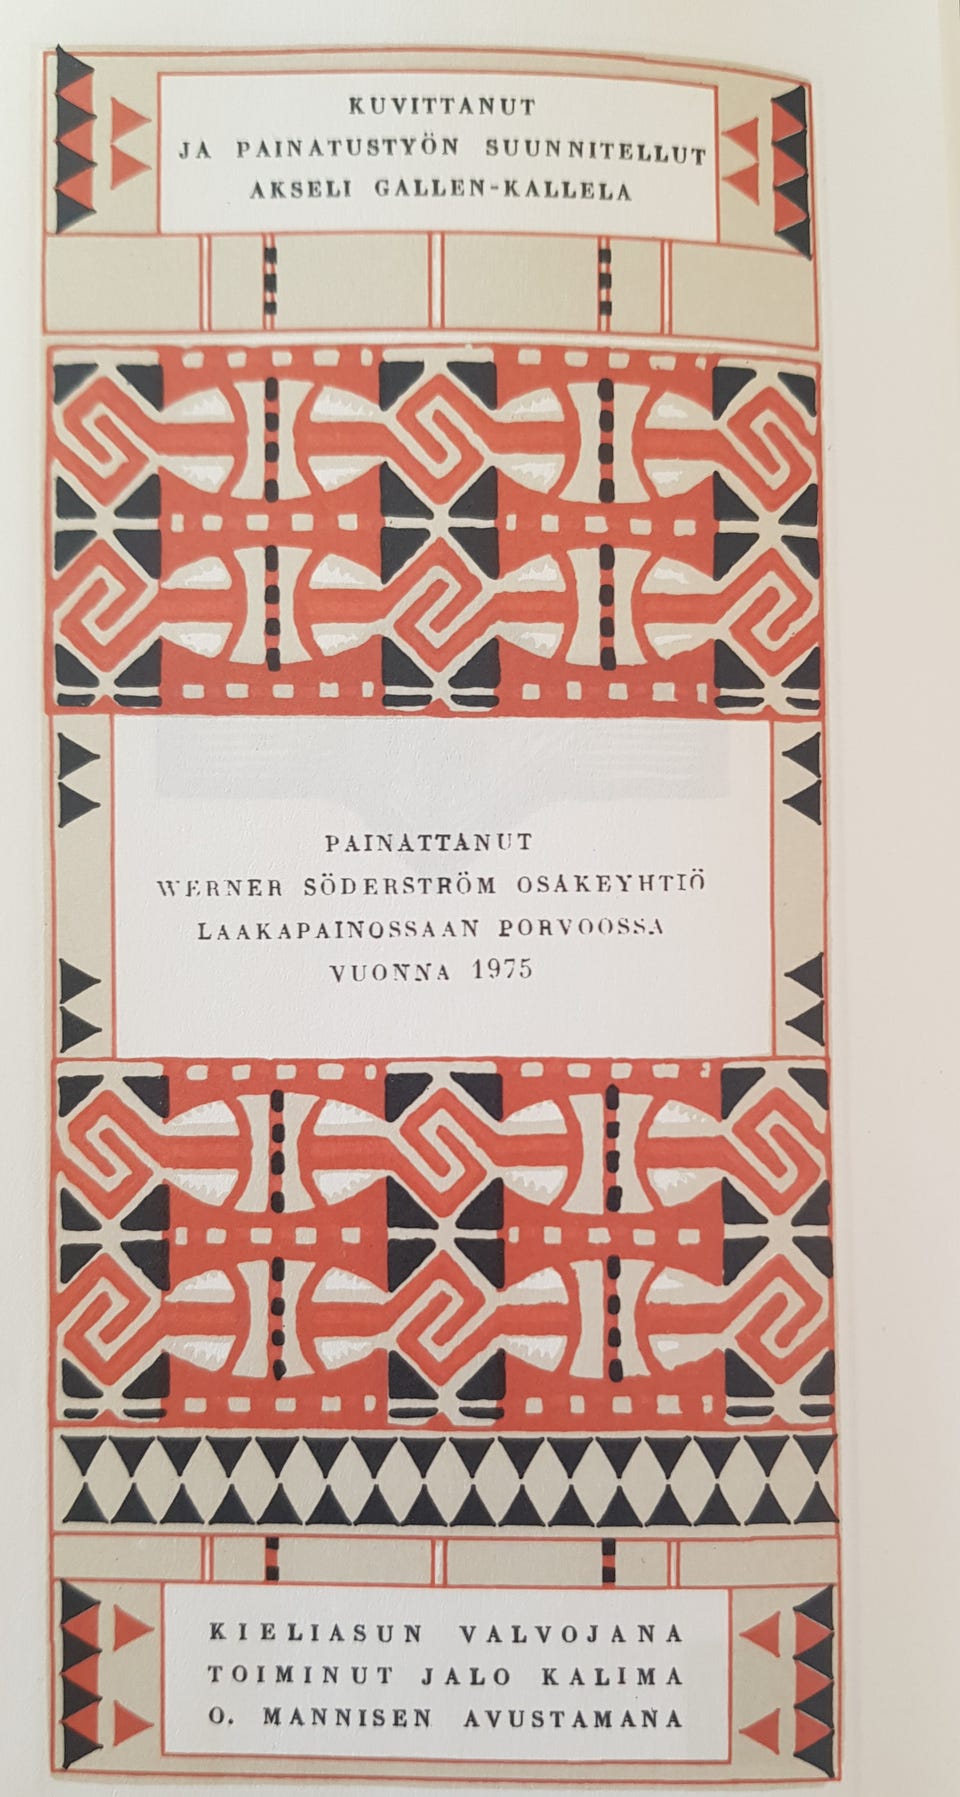 KUVITTANUT
JA PAINATUSTYÖN SUUNNITELLUT
AKSELI GALLEN-KALLELA
PAINATTANUT
WERNER SÖDERSTRÖM OSAKEYHTIÖ
LAAKAPAINOSSAAN PORVOOSSA
VUONNA 1975
KIELIASUN VALVOJANA
TOIMINUT JALO KALIMA
O. MANNISEN AVUSTAMANA